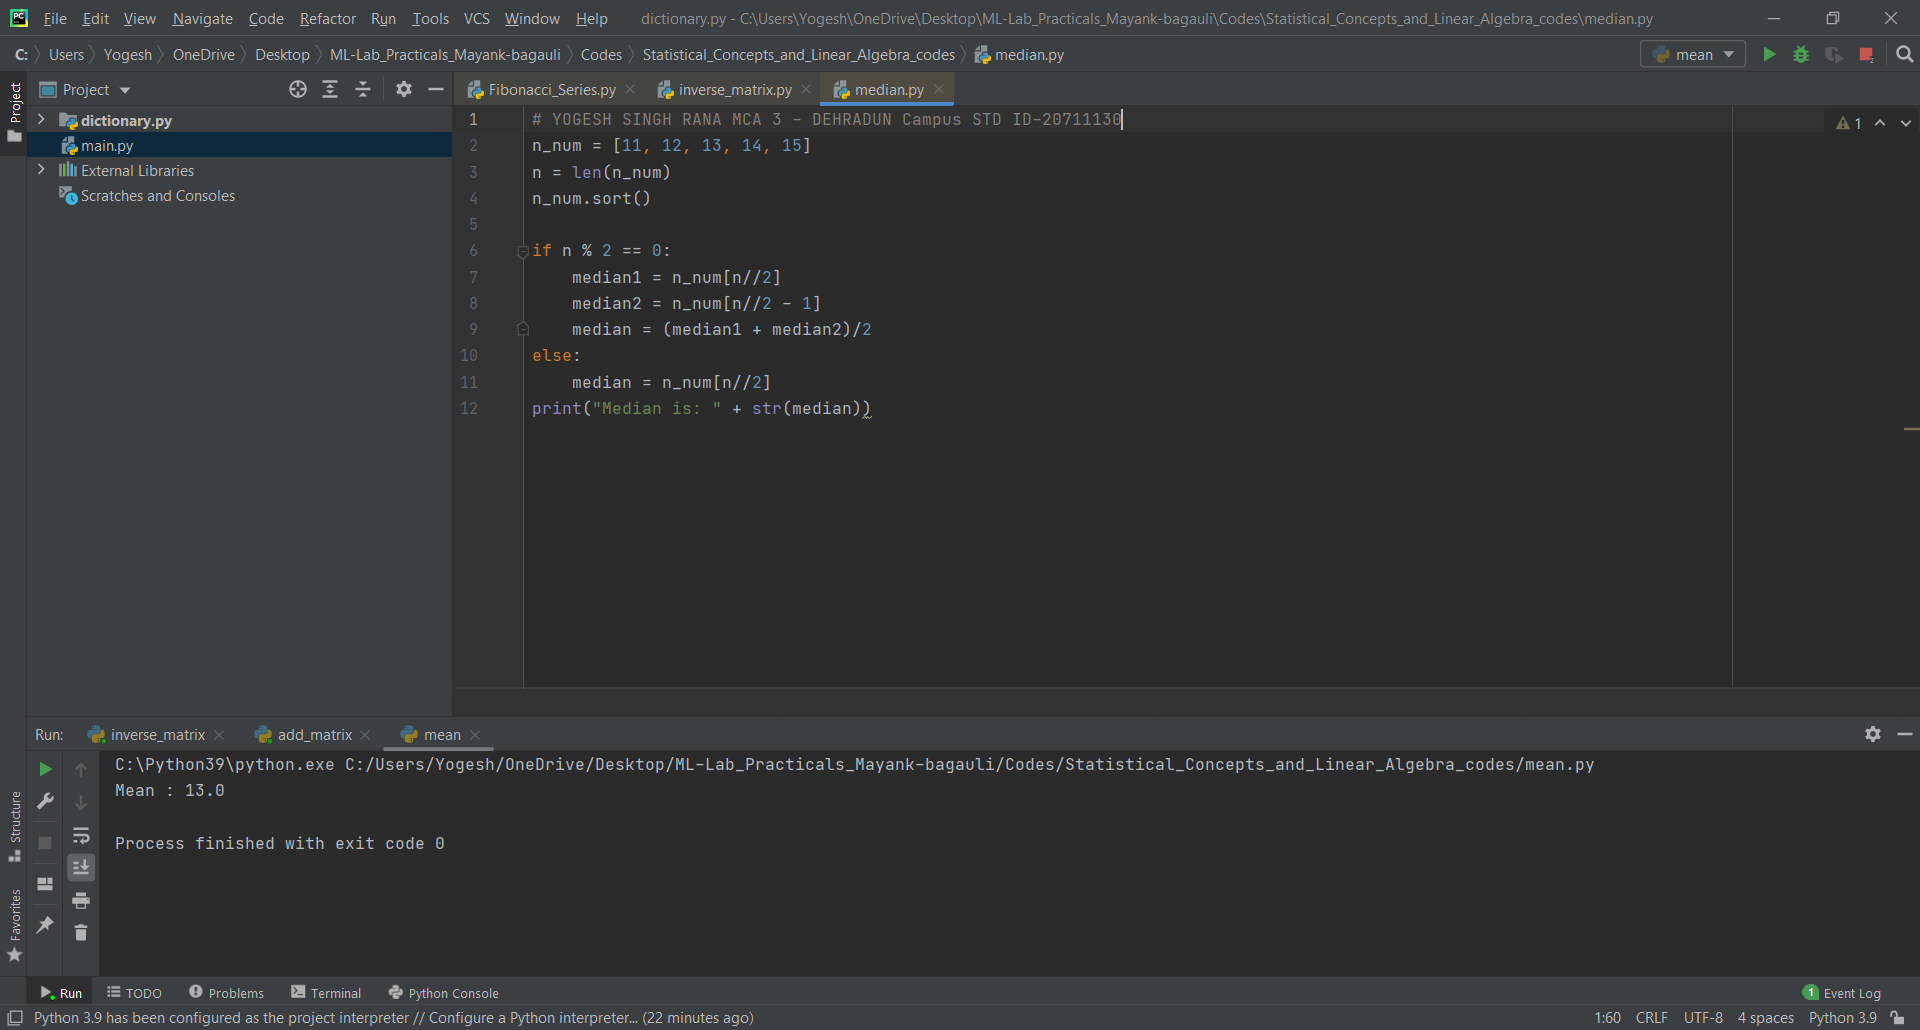 PC File Edit View Navigate Code Refactor Run Tools VCS Window Help dictionary.py - C:\Users\Yogesh\OneDrive\Desktop\ML-Lab_Practicals_Mayank-bagauli\Codes\Statistical_Concepts_and_Linear_Algebra_codes\median.py
C: Users Yogesh OneDrive Desktop ML-Lab_Practicals_Mayank-bagauli Codes Statistical_Concepts_and_Linear_Algebra_codes median.py mean
Project
Project
dictionary.py
main.py
External Libraries
Scratches and Consoles
Fibonacci_Series.py inverse_matrix.py median.py
1 # YOGESH SINGH RANA MCA 3 - DEHRADUN Campus STD ID-20711130
1
2 n_num = [11, 12, 13, 14, 15]
3 n = len(n_num)
4 n_num.sort()
5
6 if n % 2 == 0:
7 median1 = n_num[n//2]
8 median2 = n_num[n//2 - 1]
9 median = (median1 + median2)/2
10 else:
11 median = n_num[n//2]
12 print("Median is: " + str(median))
Run: inverse_matrix add_matrix mean
C:\Python39\python.exe C:/Users/Yogesh/OneDrive/Desktop/ML-Lab_Practicals_Mayank-bagauli/Codes/Statistical_Concepts_and_Linear_Algebra_codes/mean.py
Mean : 13.0
Process finished with exit code 0
Structure
Favorites
Run TODO Problems Terminal Python Console 1 Event Log
Python 3.9 has been configured as the project interpreter // Configure a Python interpreter... (22 minutes ago) 1:60 CRLF UTF-8 4 spaces Python 3.9